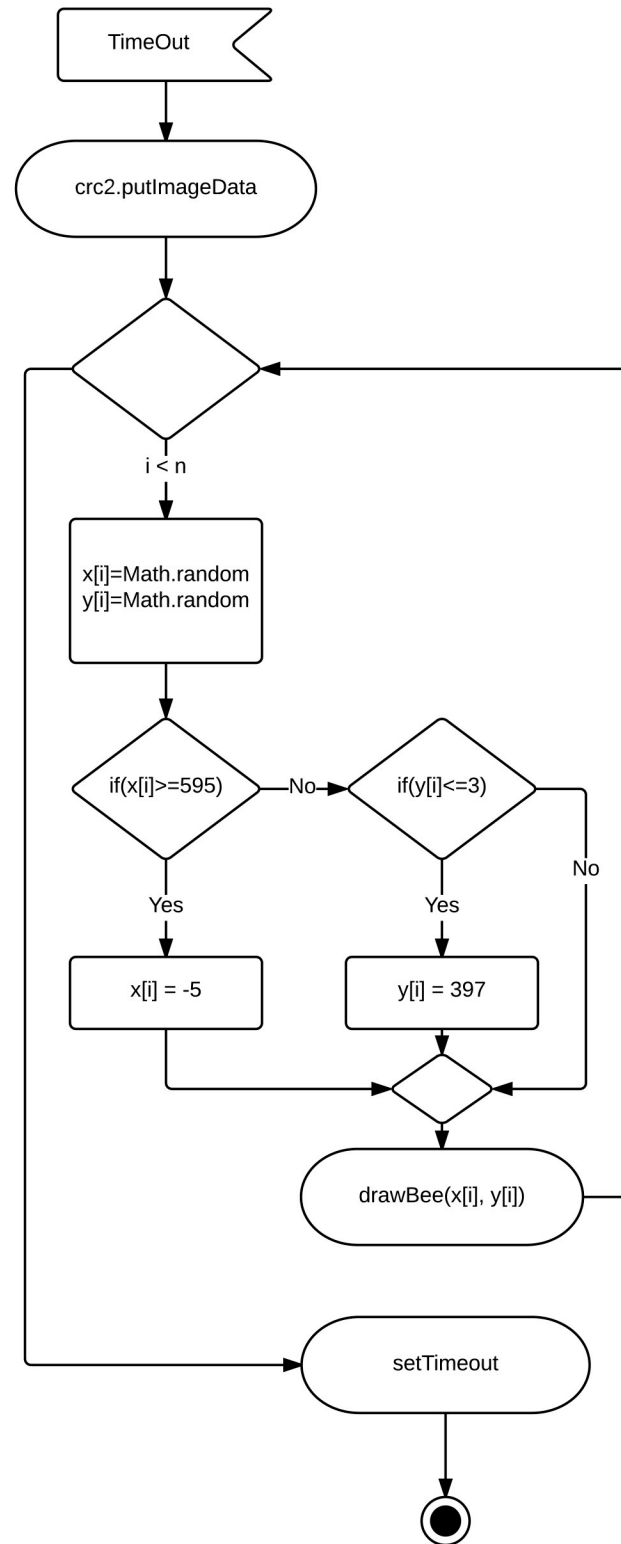 TimeOut
crc2.putImageData
i < n
x[i]=Math.random
y[i]=Math.random
if(x[i]>=595)
No
if(y[i]<=3)
No
Yes
Yes
x[i] = -5
y[i] = 397
drawBee(x[i], y[i])
setTimeout